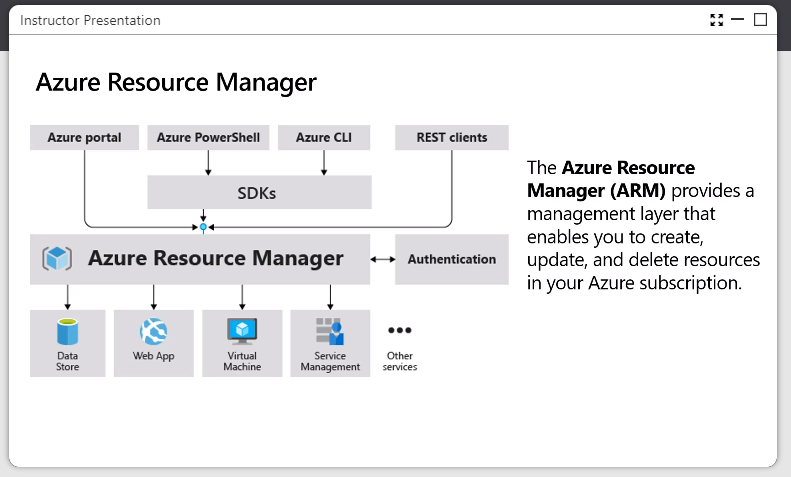 Instructor Presentation
Azure Resource Manager
Azure portal
Azure PowerShell
Azure CLI
REST clients
SDKs
Azure Resource Manager
Authentication
Data
Store
Web App
Virtual
Machine
Service
Management
Other
services
The Azure Resource
Manager (ARM) provides a
management layer that
enables you to create,
update, and delete resources
in your Azure subscription.